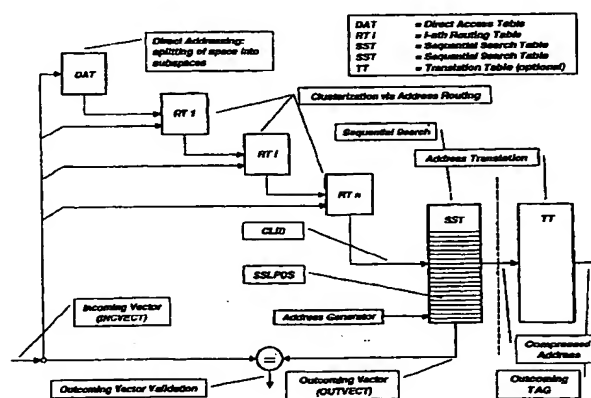 DAT = Direct Access Table
RT i = i-eth Routing Table
SST = Sequential Search Table
SST = Sequential Search Table
TT = Translation Table (optional)
Direct Addressing:
splitting of space into
subspaces
DAT
RT 1
Clusterization via Address Routing
Sequential Search
RT i
Address Translation
RT n
SST
TT
CLID
SSLPOS
Incoming Vector
(INCVECT)
Address Generator
Compressed
Address
=
Outcoming Vector Validation
Outcoming Vector
(OUTVECT)
Outcoming
TAG